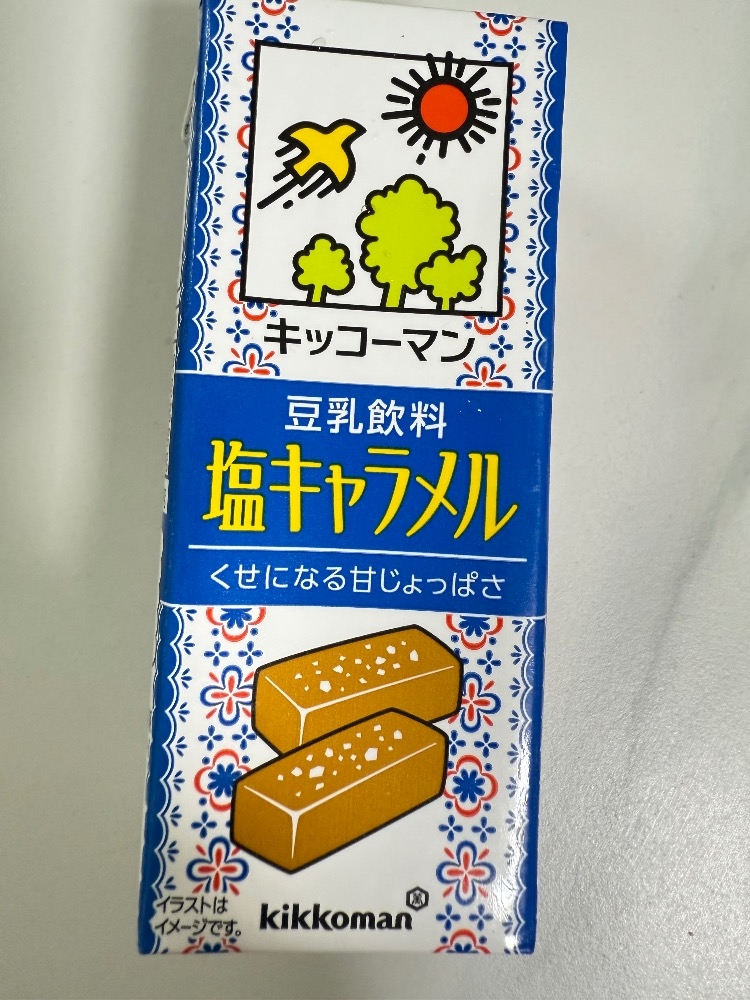 キッコーマン
豆乳飲料
塩キャラメル
くせになる甘じょっぱさ
イラストは
イメージです。
kikkoman